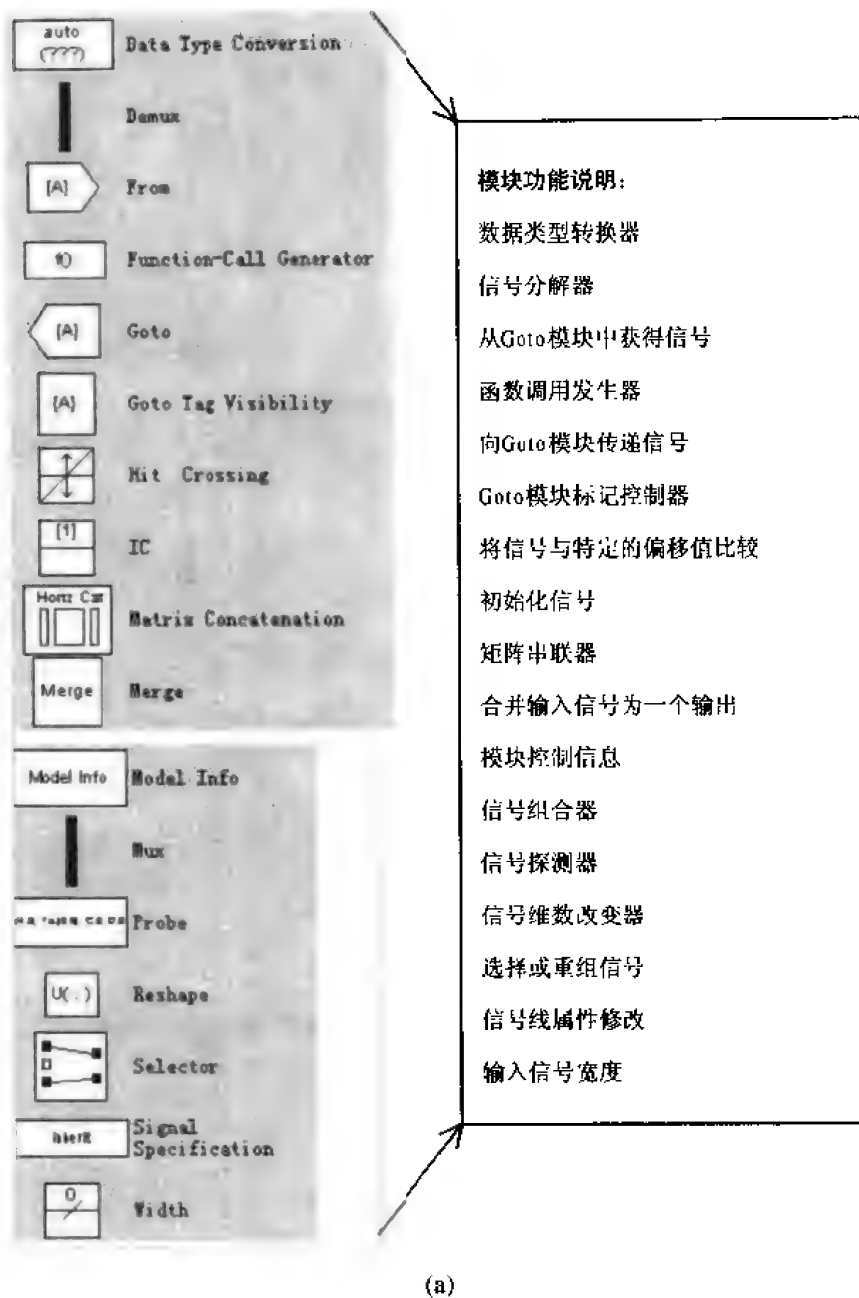 auto
(???)
Data Type Conversion
Demux
[A]
From
f()
Function-Call Generator
[A]
Goto
{A}
Goto Tag Visibility
Hit Crossing
[1]
IC
Horiz Cat
Matrix Concatenation
Merge
Merge
Model Info
Model Info
Mux
Probe
U( . )
Reshape
Selector
inherit
Signal
Specification
0
Width
模块功能说明:
数据类型转换器
信号分解器
从Goto模块中获得信号
函数调用发生器
向Goto模块传递信号
Goto模块标记控制器
将信号与特定的偏移值比较
初始化信号
矩阵串联器
合并输入信号为一个输出
模块控制信息
信号组合器
信号探测器
信号维数改变器
选择或重组信号
信号线属性修改
输入信号宽度
(a)